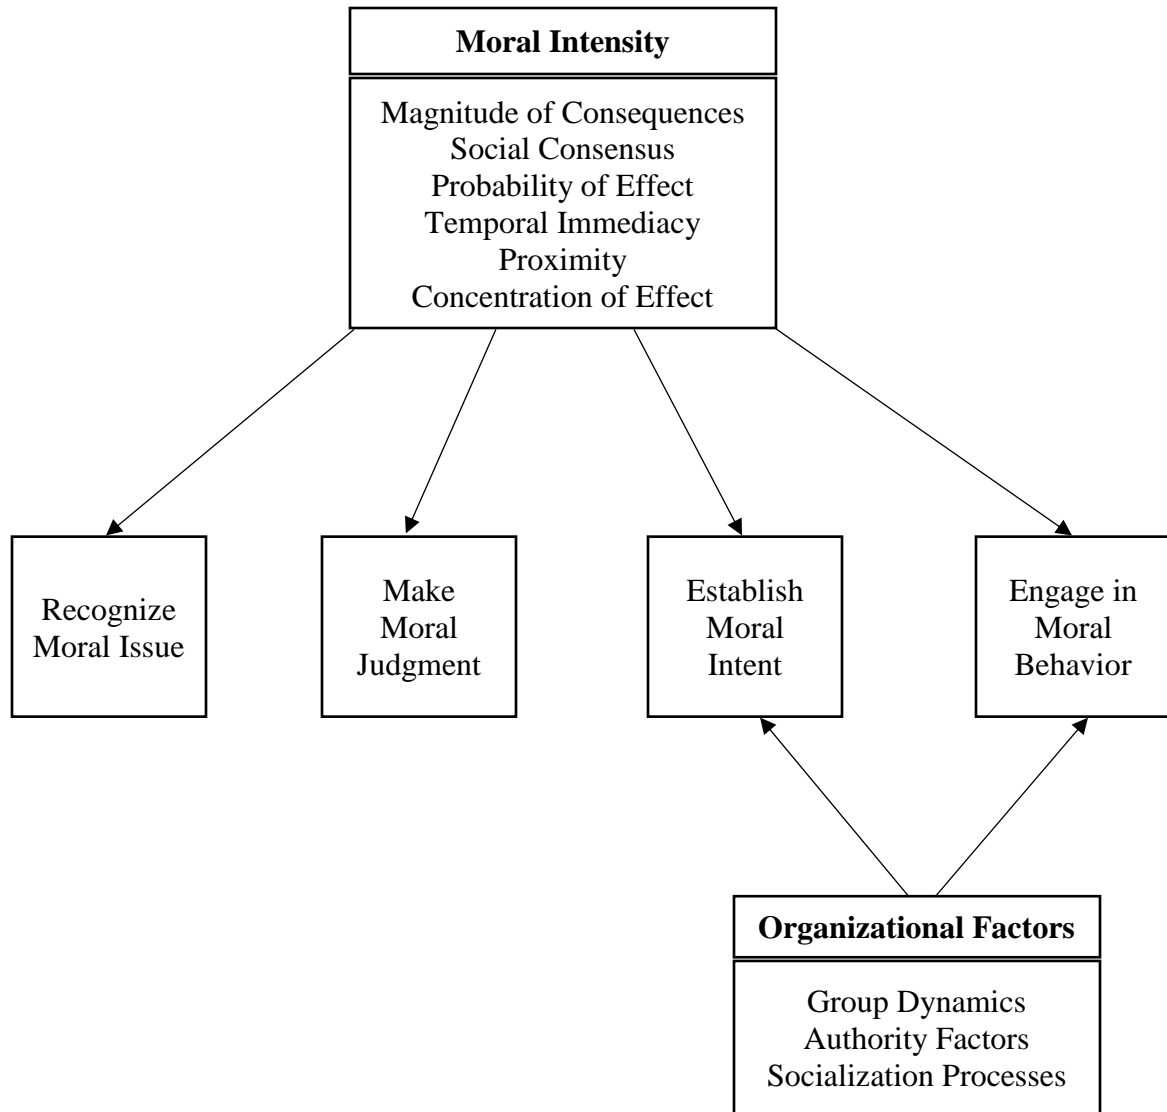 Moral Intensity
Magnitude of Consequences
Social Consensus
Probability of Effect
Temporal Immediacy
Proximity
Concentration of Effect
Recognize
Moral Issue
Make
Moral
Judgment
Establish
Moral
Intent
Engage in
Moral
Behavior
Organizational Factors
Group Dynamics
Authority Factors
Socialization Processes